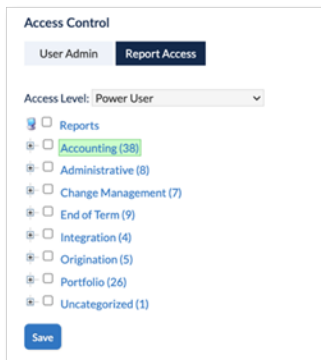 Access Control
User Admin Report Access
Access Level: Power User
Reports
Accounting (38)
Administrative (8)
Change Management (7)
End of Term (9)
Integration (4)
Origination (5)
Portfolio (26)
Uncategorized (1)
Save